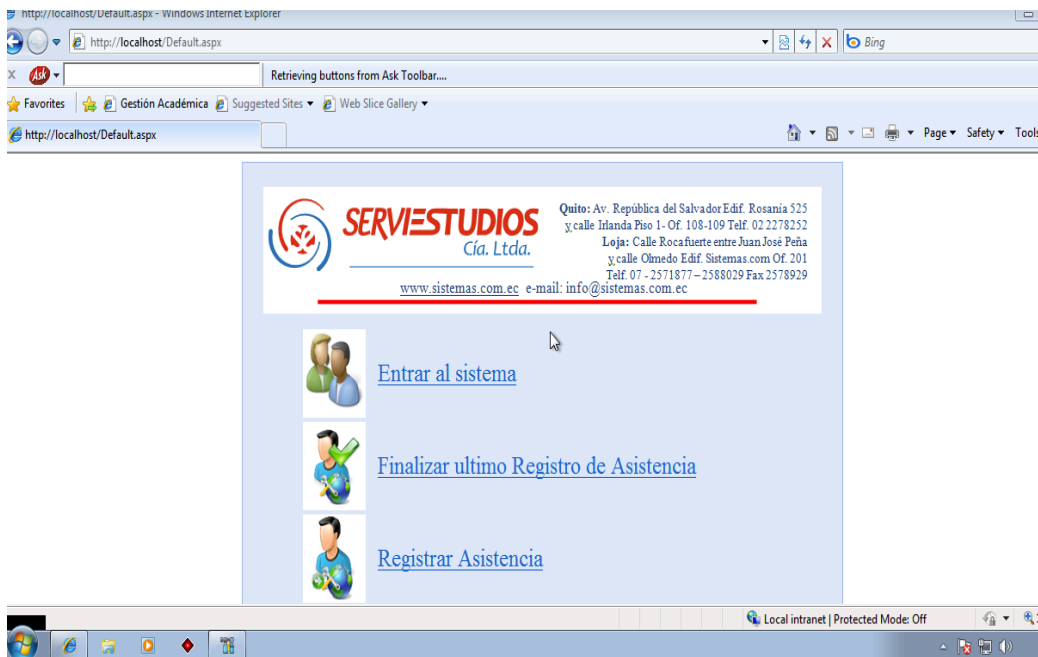 http://localhost/Default.aspx - Windows Internet Explorer
http://localhost/Default.aspx
Bing
x Ask
Retrieving buttons from Ask Toolbar....
Favorites Gestión Académica Suggested Sites Web Slice Gallery
http://localhost/Default.aspx
Page Safety Tools
SERVIESTUDIOS
Cía. Ltda.
Quito: Av. República del Salvador Edif. Rosanía 525
y calle Irlanda Piso 1- Of. 108-109 Telf. 02 2278252
Loja: Calle Rocafuerte entre Juan José Peña
y calle Olmedo Edif. Sistemas.com Of. 201
Telf. 07 - 2571877 – 2588029 Fax 2578929
www.sistemas.com.ec e-mail: info@sistemas.com.ec
Entrar al sistema
Finalizar ultimo Registro de Asistencia
Registrar Asistencia
Local intranet | Protected Mode: Off